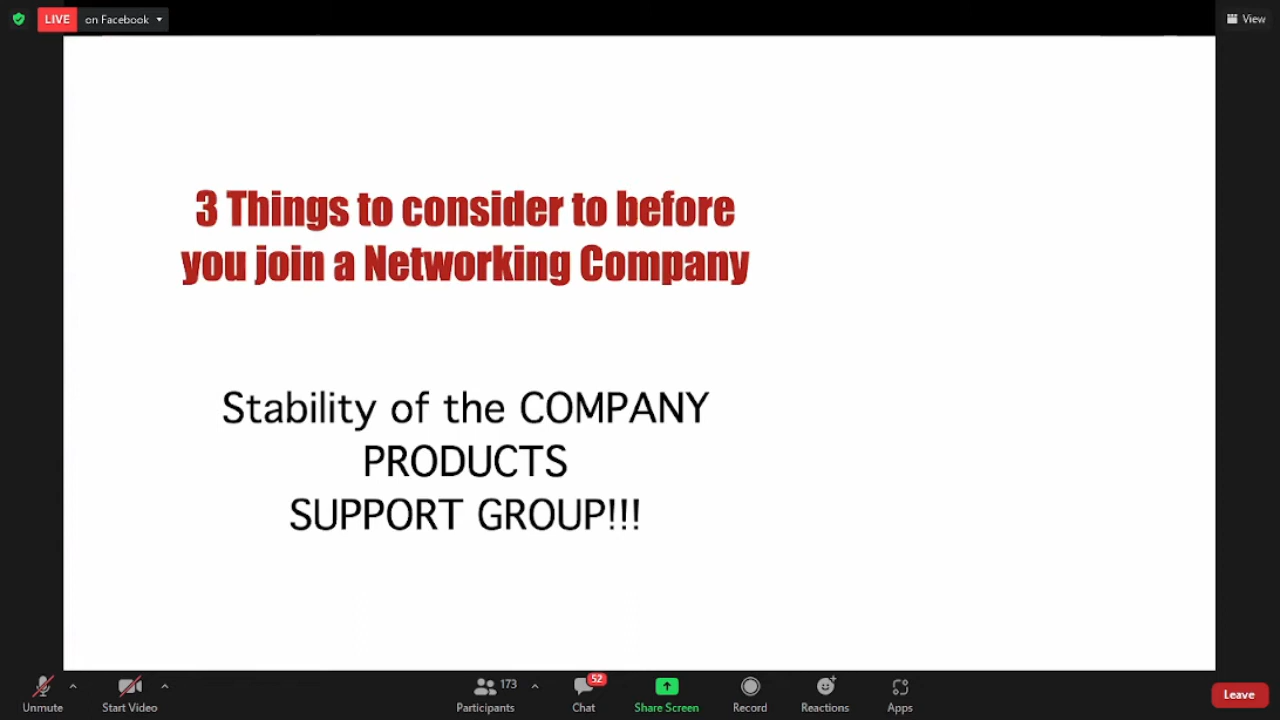 LIVE on Facebook
View
3 Things to consider to before
you join a Networking Company
Stability of the COMPANY
PRODUCTS
SUPPORT GROUP!!!
173
52
Unmute
Start Video
Participants
Chat
Share Screen
Record
Reactions
Apps
Leave